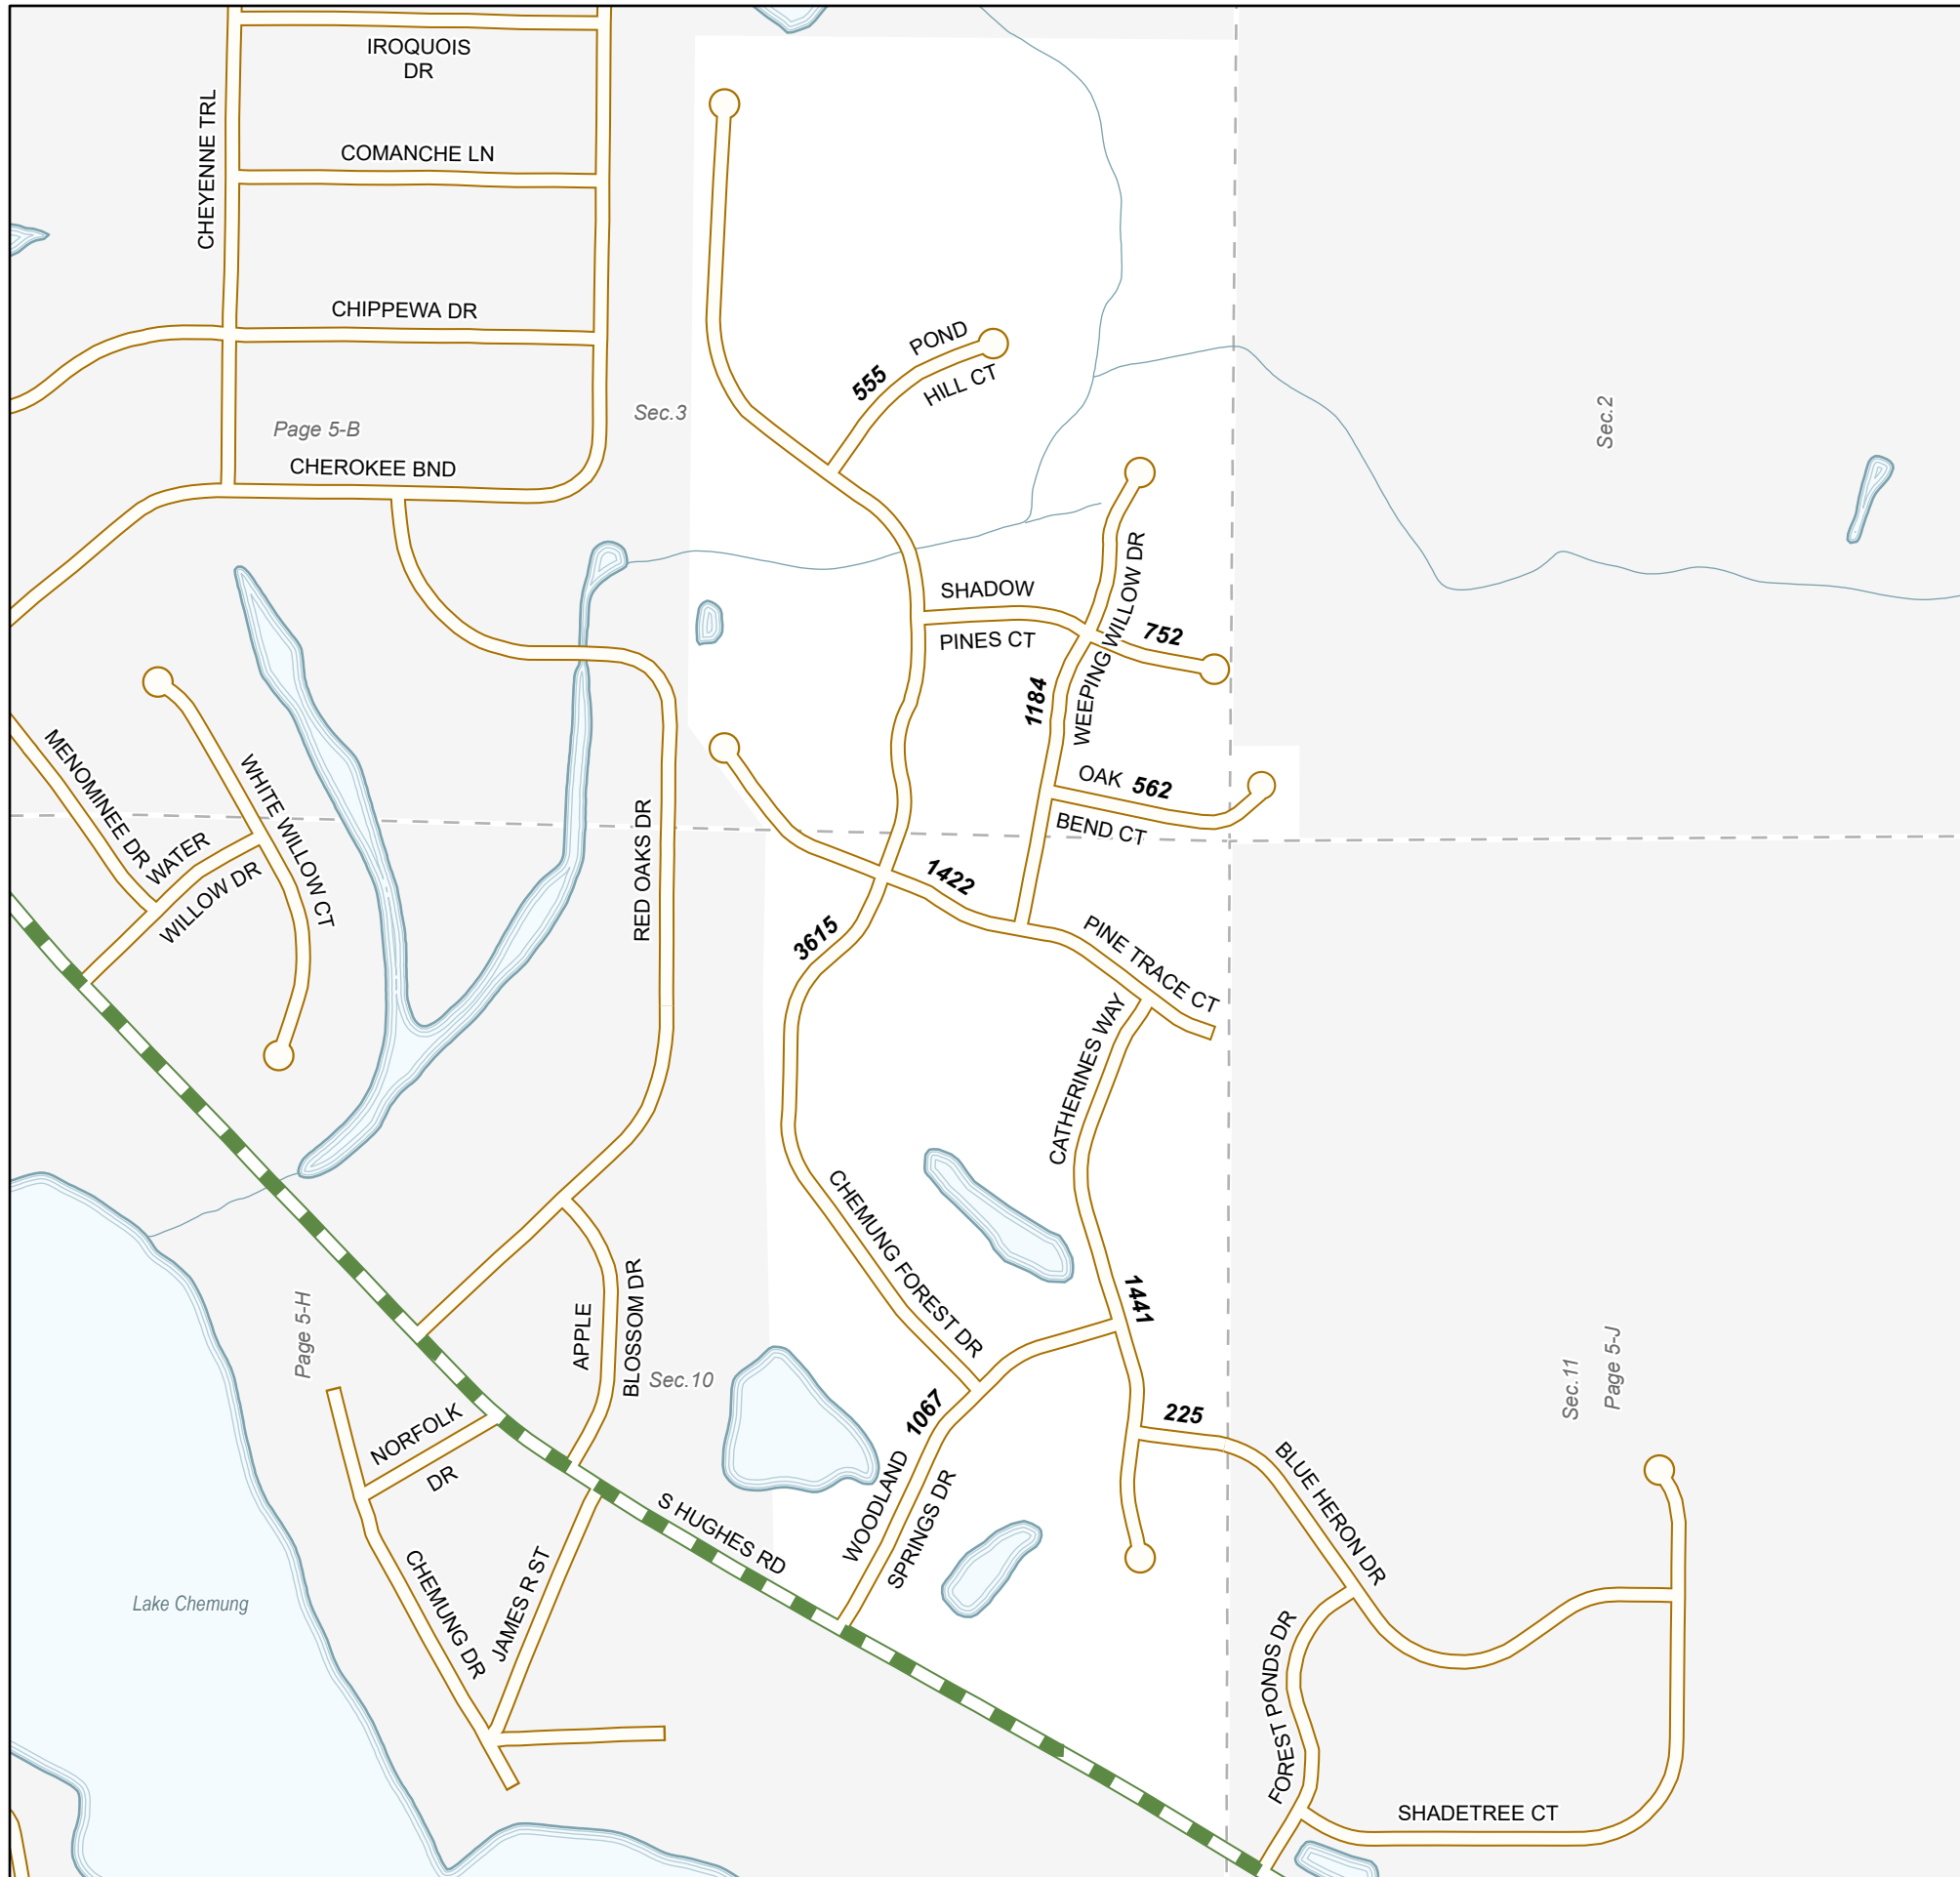 IROQUOIS
DR
CHEYENNE TRL
COMANCHE LN
CHIPPEWA DR
POND
HILL CT
555
Sec.3
Sec.2
Page 5-B
CHEROKEE BND
SHADOW
PINES CT
WEEPING WILLOW DR
752
1184
OAK 562
BEND CT
MENOMINEE DR
WATER
WILLOW DR
WHITE WILLOW CT
RED OAKS DR
1422
3615
PINE TRACE CT
CATHERINES WAY
CHEMUNG FOREST DR
1441
Page 5-H
APPLE
BLOSSOM DR
Sec.10
Sec.11
Page 5-J
NORFOLK
DR
1067
225
WOODLAND
SPRINGS DR
BLUE HERON DR
S HUGHES RD
CHEMUNG DR
JAMES R ST
Lake Chemung
FOREST PONDS DR
SHADETREE CT